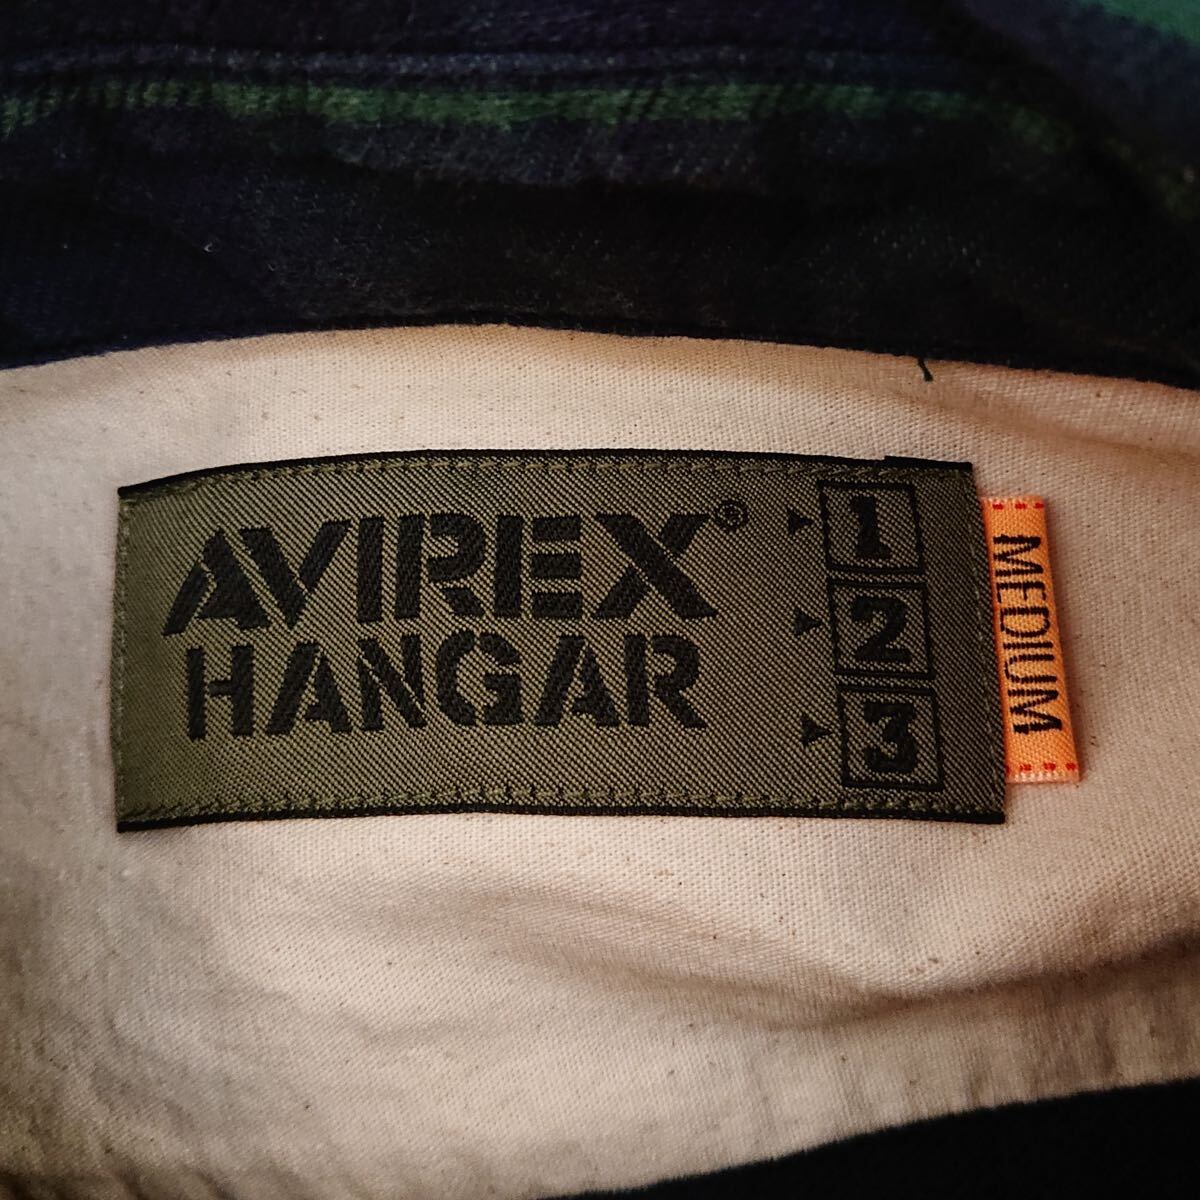 AVIREX®
HANGAR
1
2
3
MEDIUM